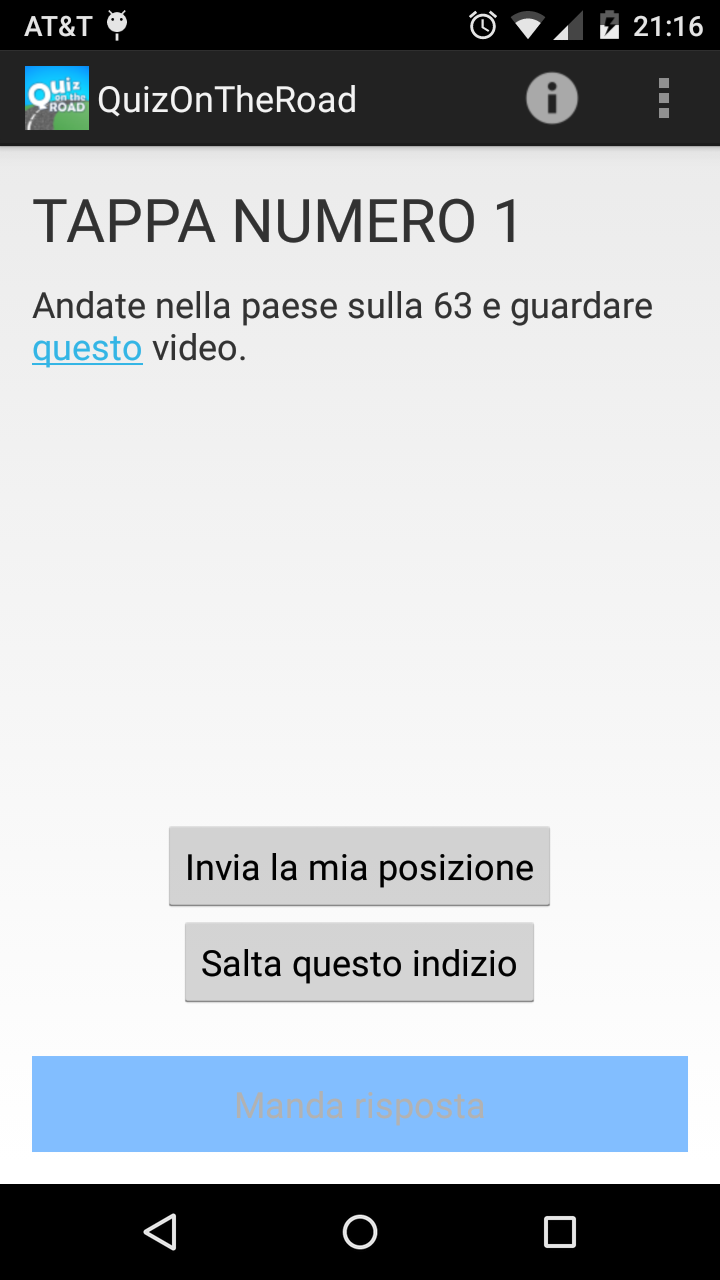 AT&T
21:16
Quiz
on the
ROAD
QuizOnTheRoad
TAPPA NUMERO 1
Andate nella paese sulla 63 e guardare
questo video.
Invia la mia posizione
Salta questo indizio
Manda risposta